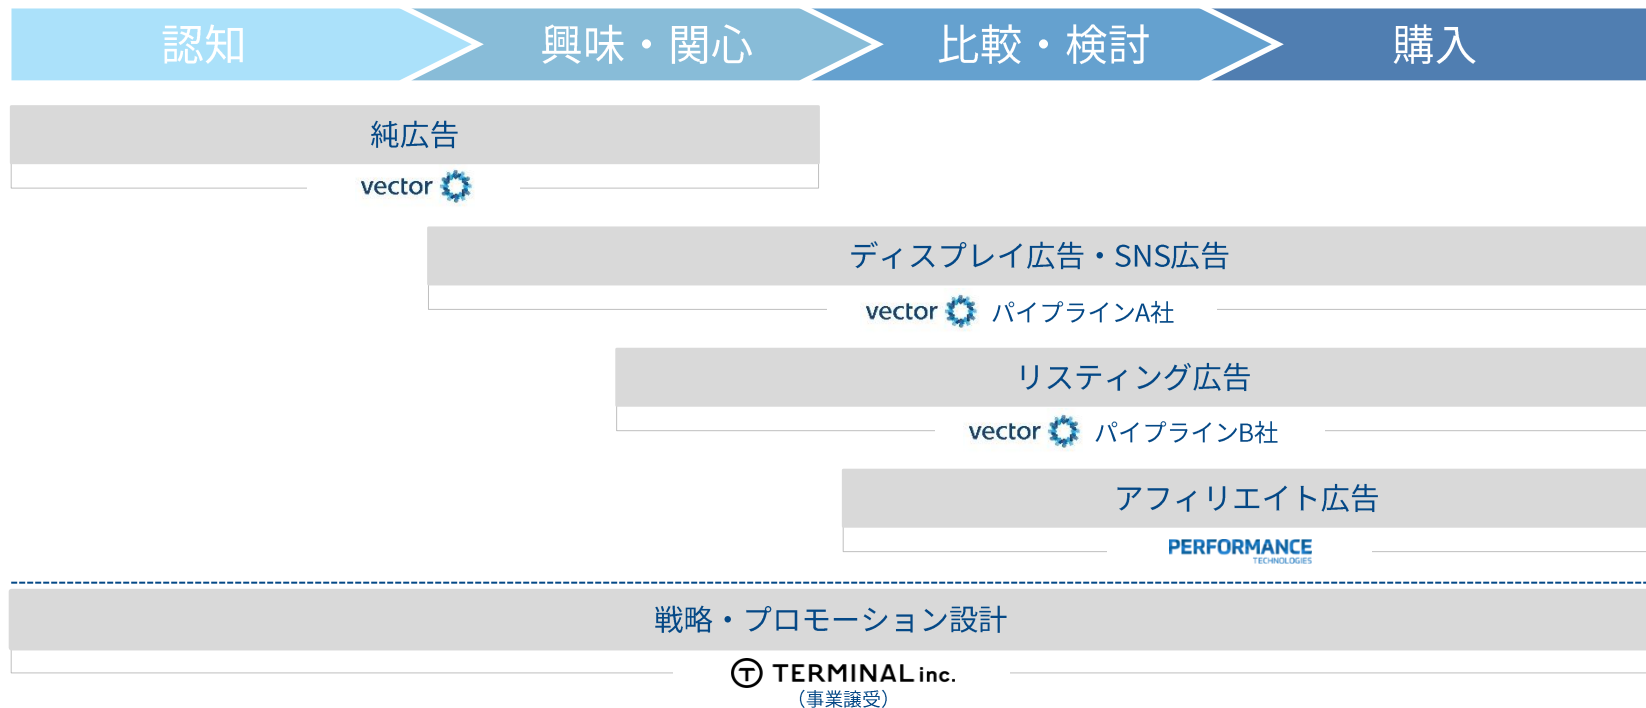 認知
興味・関心
比較・検討
購入
純広告
vector
ディスプレイ広告・SNS広告
vector パイプラインA社
リスティング広告
vector パイプラインB社
アフィリエイト広告
PERFORMANCE
TECHNOLOGIES
戦略・プロモーション設計
T TERMINAL inc.
（事業譲受）